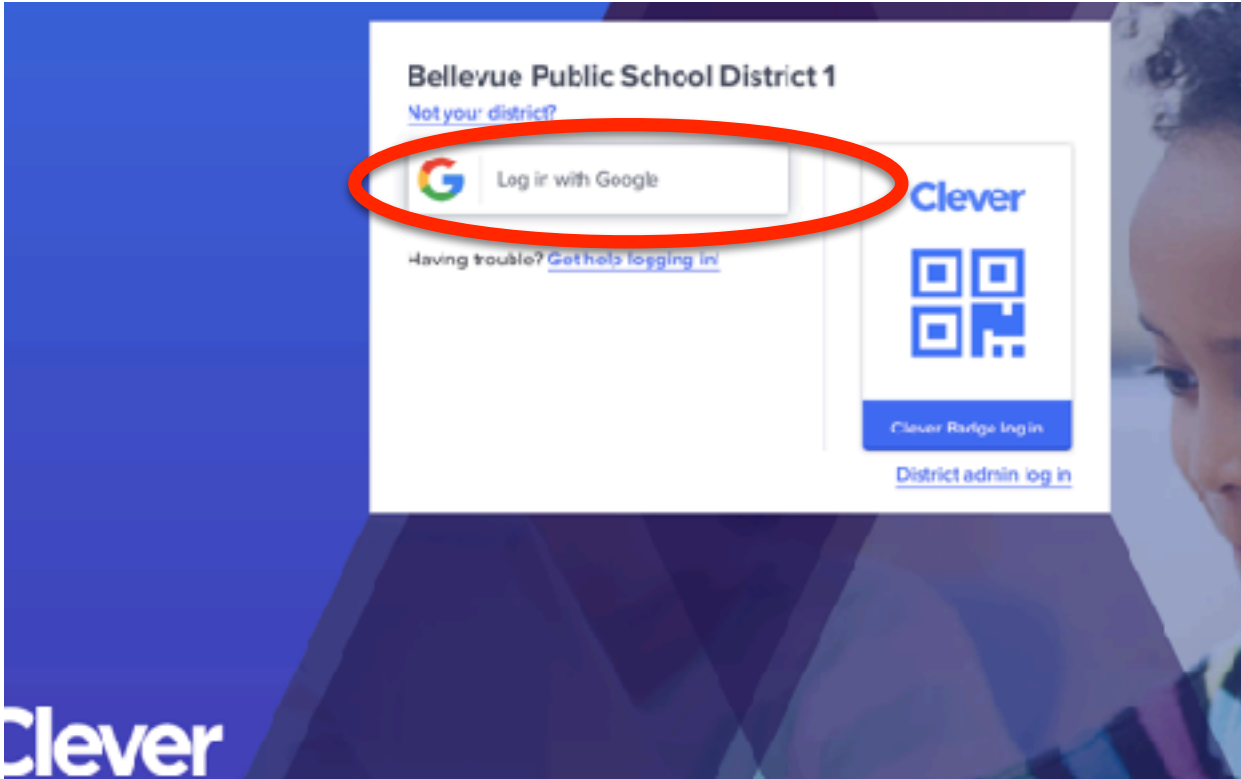 Bellevue Public School District 1
Not your district?
Log in with Google
Having trouble? Get help logging in!
Clever
Clever Badge log in
District admin log in
Clever